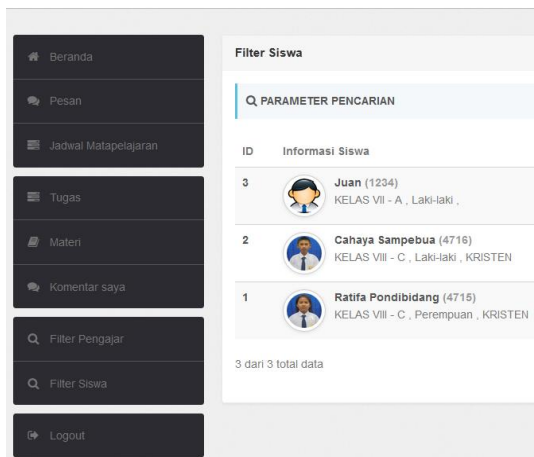 Beranda
Pesan
Jadwal Matapelajaran
Tugas
Materi
Komentar saya
Filter Pengajar
Filter Siswa
Logout
Filter Siswa
PARAMETER PENCARIAN
ID Informasi Siswa
3 Juan (1234)
KELAS VII - A , Laki-laki ,
2 Cahaya Sampebua (4716)
KELAS VIII - C , Laki-laki , KRISTEN
1 Ratifa Pondibidang (4715)
KELAS VIII - C , Perempuan , KRISTEN
3 dari 3 total data